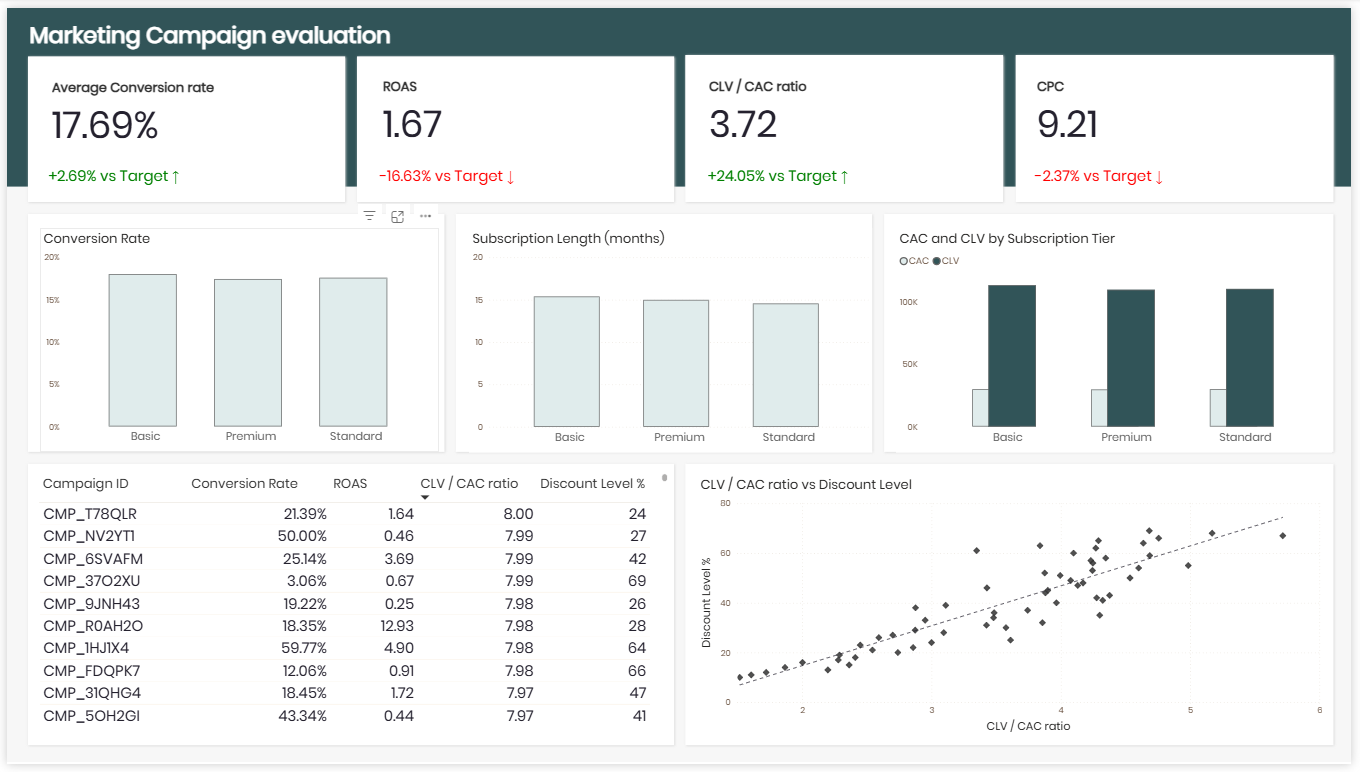 Marketing Campaign evaluation
Average Conversion rate
17.69%
+2.69% vs Target ↑
ROAS
1.67
-16.63% vs Target ↓
CLV / CAC ratio
3.72
+24.05% vs Target ↑
CPC
9.21
-2.37% vs Target ↓
Conversion Rate
20%
15%
10%
5%
0%
Basic Premium Standard
Subscription Length (months)
20
15
10
5
0
Basic Premium Standard
CAC and CLV by Subscription Tier
CAC CLV
100K
50K
0K
Basic Premium Standard
Campaign ID Conversion Rate ROAS CLV / CAC ratio Discount Level %
CMP_T78QLR 21.39% 1.64 8.00 24
CMP_NV2YT1 50.00% 0.46 7.99 27
CMP_6SVAFM 25.14% 3.69 7.99 42
CMP_37O2XU 3.06% 0.67 7.99 69
CMP_9JNH43 19.22% 0.25 7.98 26
CMP_R0AH2O 18.35% 12.93 7.98 28
CMP_1HJ1X4 59.77% 4.90 7.98 64
CMP_FDQPK7 12.06% 0.91 7.98 66
CMP_31QHG4 18.45% 1.72 7.97 47
CMP_5OH2GI 43.34% 0.44 7.97 41
CLV / CAC ratio vs Discount Level
Discount Level %
80
60
40
20
0
2 3 4 5 6
CLV / CAC ratio